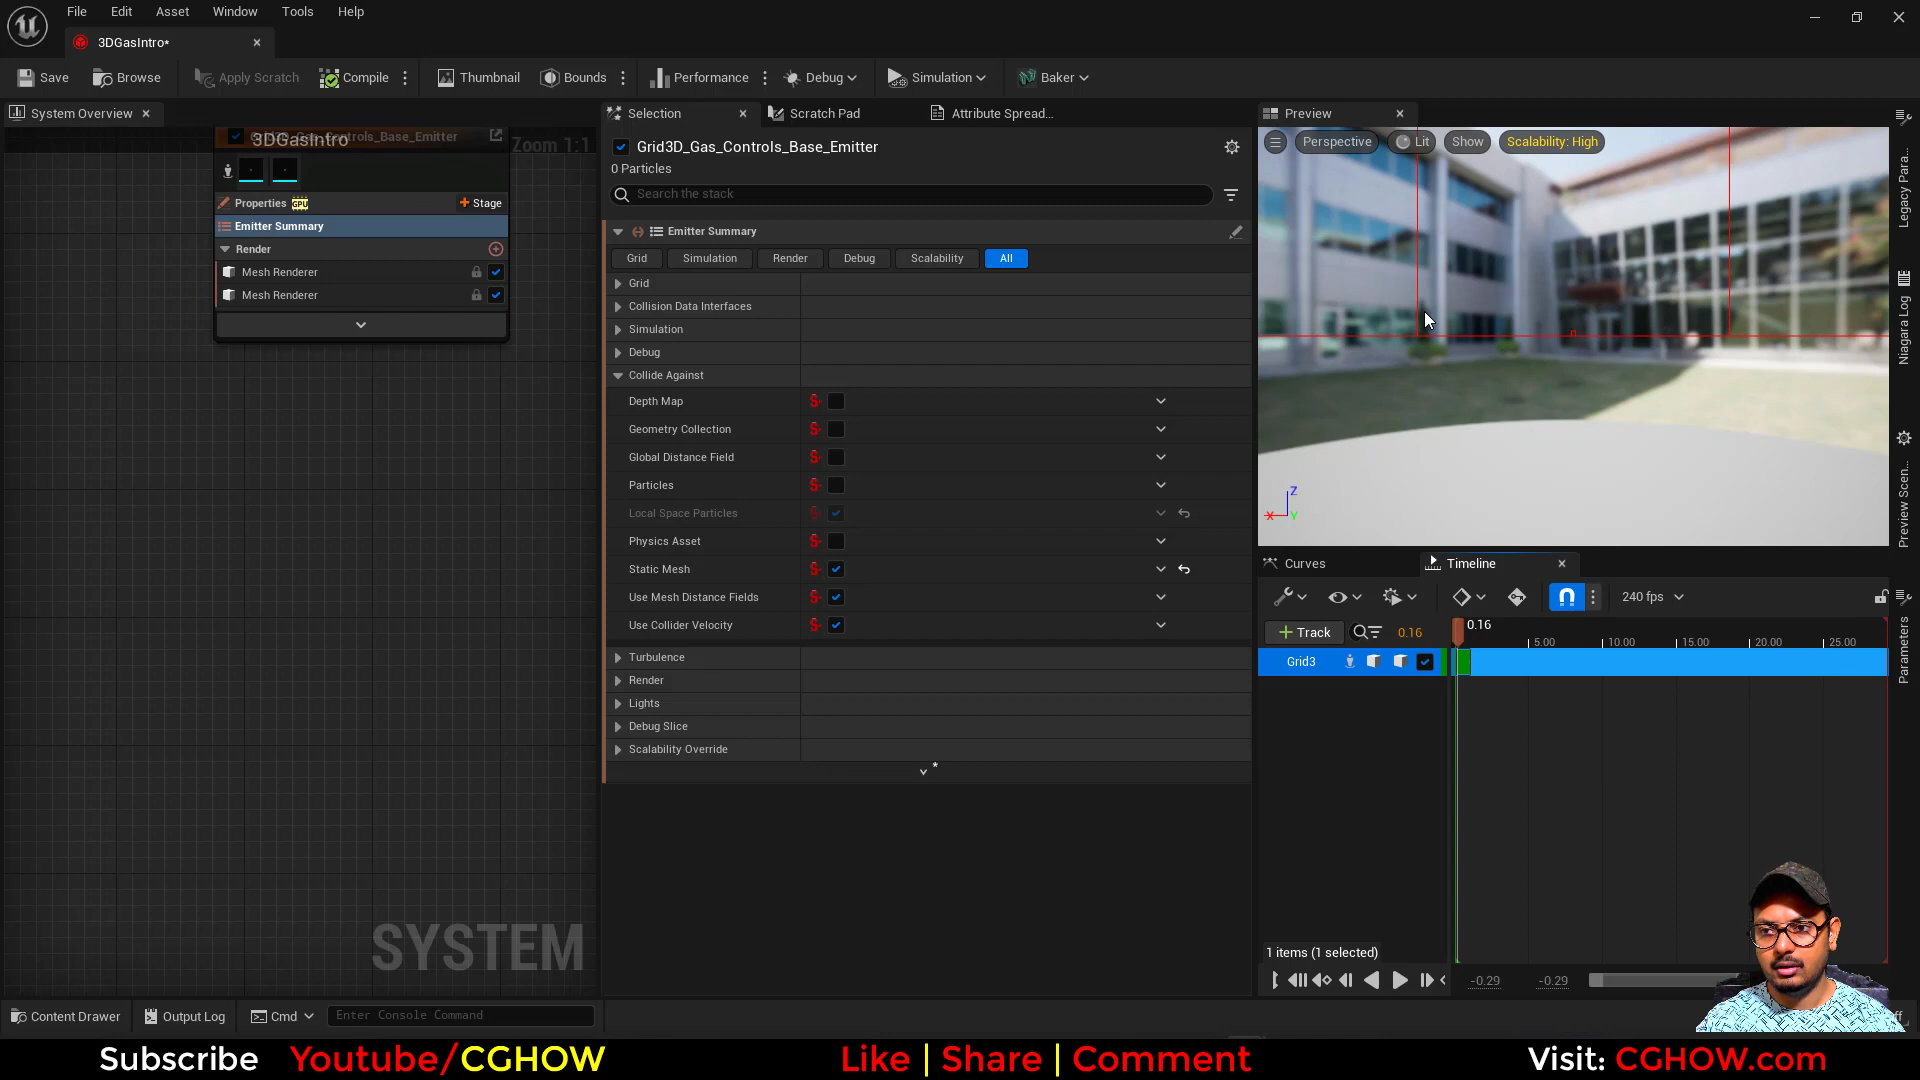 File Edit Asset Window Tools Help
3DGasIntro*
Save Browse Apply Scratch Compile Thumbnail Bounds Performance Debug Simulation Baker
System Overview
3DGasIntro
Zoom 1:1
Properties GPU + Stage
Emitter Summary
Render
Mesh Renderer
Mesh Renderer
SYSTEM
Selection Scratch Pad Attribute Spread...
Grid3D_Gas_Controls_Base_Emitter
0 Particles
Search the stack
Emitter Summary
Grid Simulation Render Debug Scalability All
Grid
Collision Data Interfaces
Simulation
Debug
Collide Against
Depth Map
Geometry Collection
Global Distance Field
Particles
Local Space Particles
Physics Asset
Static Mesh
Use Mesh Distance Fields
Use Collider Velocity
Turbulence
Render
Lights
Debug Slice
Scalability Override
Preview
Perspective Lit Show Scalability: High
Z
X Y
Curves Timeline
240 fps
+ Track 0.16
0.16
5.00 10.00 15.00 20.00 25.00
Grid3
1 items (1 selected)
-0.29 -0.29
Legacy Para...
Niagara Log
Preview Scen...
Parameters
Content Drawer Output Log Cmd Enter Console Command
Subscribe Youtube/CGHOW Like | Share | Comment Visit: CGHOW.com